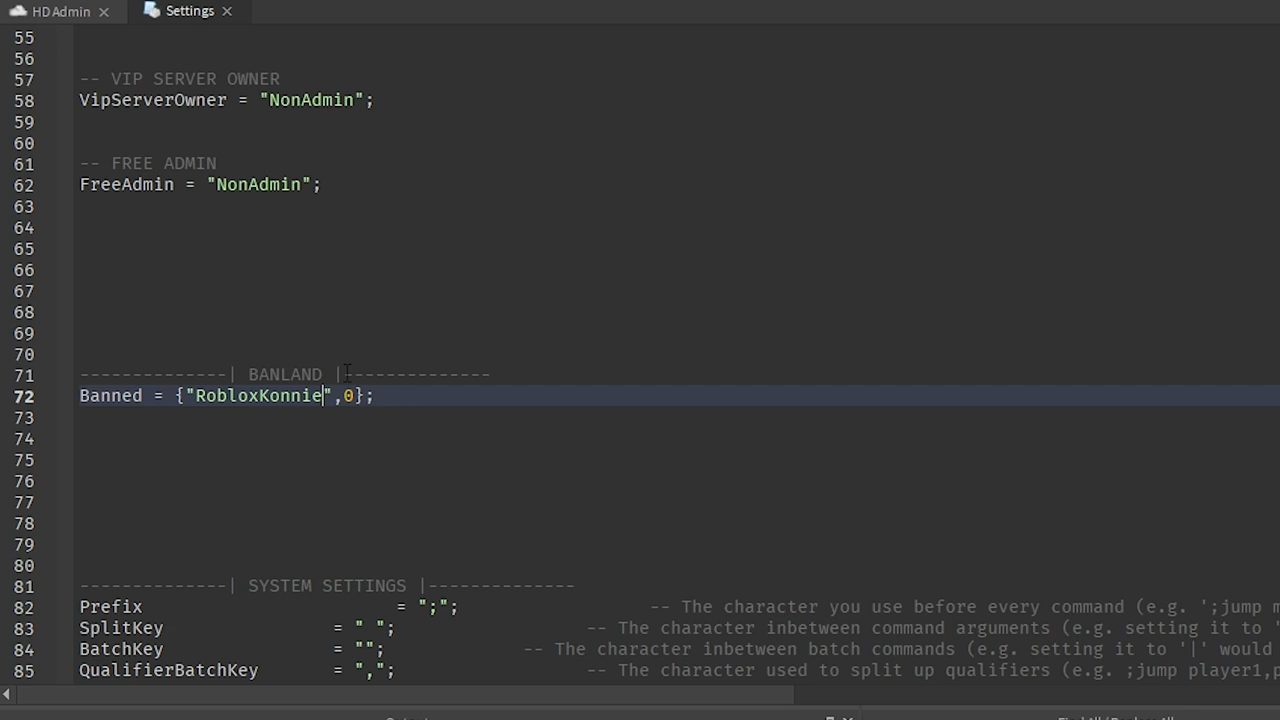 HD Admin
Settings
55
56
57 -- VIP SERVER OWNER
58 VipServerOwner = "NonAdmin";
59
60
61 -- FREE ADMIN
62 FreeAdmin = "NonAdmin";
63
64
65
66
67
68
69
70
71 --------------| BANLAND |--------------
72 Banned = {"RobloxKonnie",0};
73
74
75
76
77
78
79
80
81 --------------| SYSTEM SETTINGS |--------------
82 Prefix = ";"; -- The character you use before every command (e.g. ';jump
83 SplitKey = " "; -- The character inbetween command arguments (e.g. setting it to '
84 BatchKey = ""; -- The character inbetween batch commands (e.g. setting it to '|' would
85 QualifierBatchKey = ","; -- The character used to split up qualifiers (e.g. ;jump player1,p